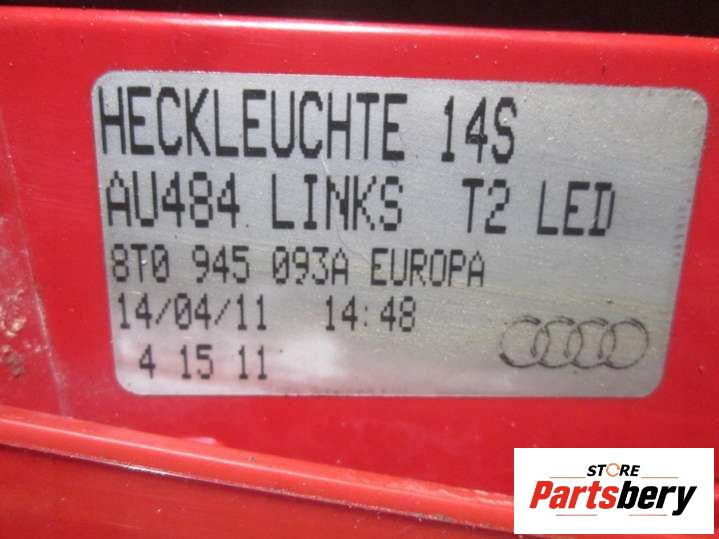 HECKLEUCHTE 14S
AU484 LINKS T2 LED
8T0 945 093A EUROPA
14/04/11 14:48
4 15 11
STORE
Partsbery